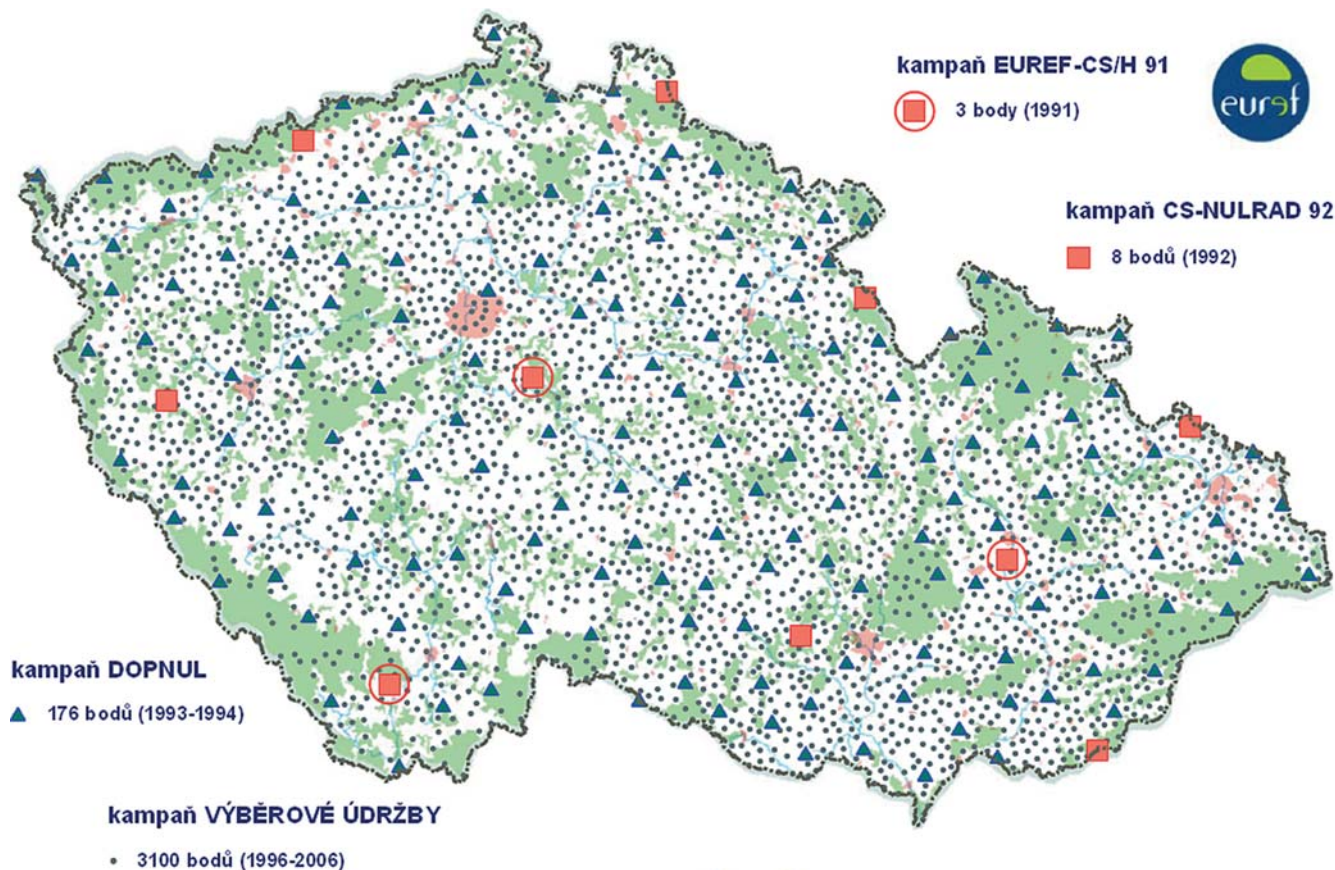 kampaň EUREF-CS/H 91
3 body (1991)
euref
kampaň CS-NULRAD 92
8 bodů (1992)
kampaň DOPNUL
176 bodů (1993-1994)
kampaň VÝBĚROVÉ ÚDRŽBY
3100 bodů (1996-2006)